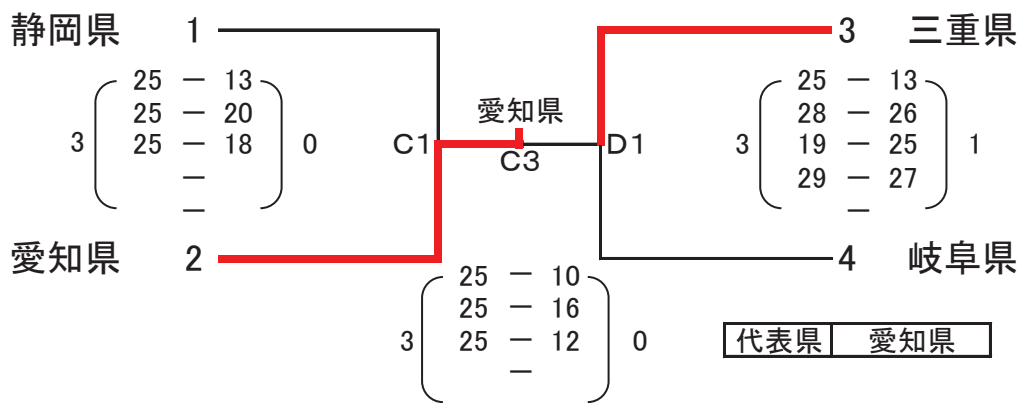 静岡県 1
3 三重県
25 ー 13
25 ー 20
3 25 ー 18 0
ー
ー
愛知県
C1 C3 D1
25 ー 13
28 ー 26
3 19 ー 25 1
29 ー 27
ー
愛知県 2
4 岐阜県
25 ー 10
25 ー 16
3 25 ー 12 0
ー
代表県 愛知県